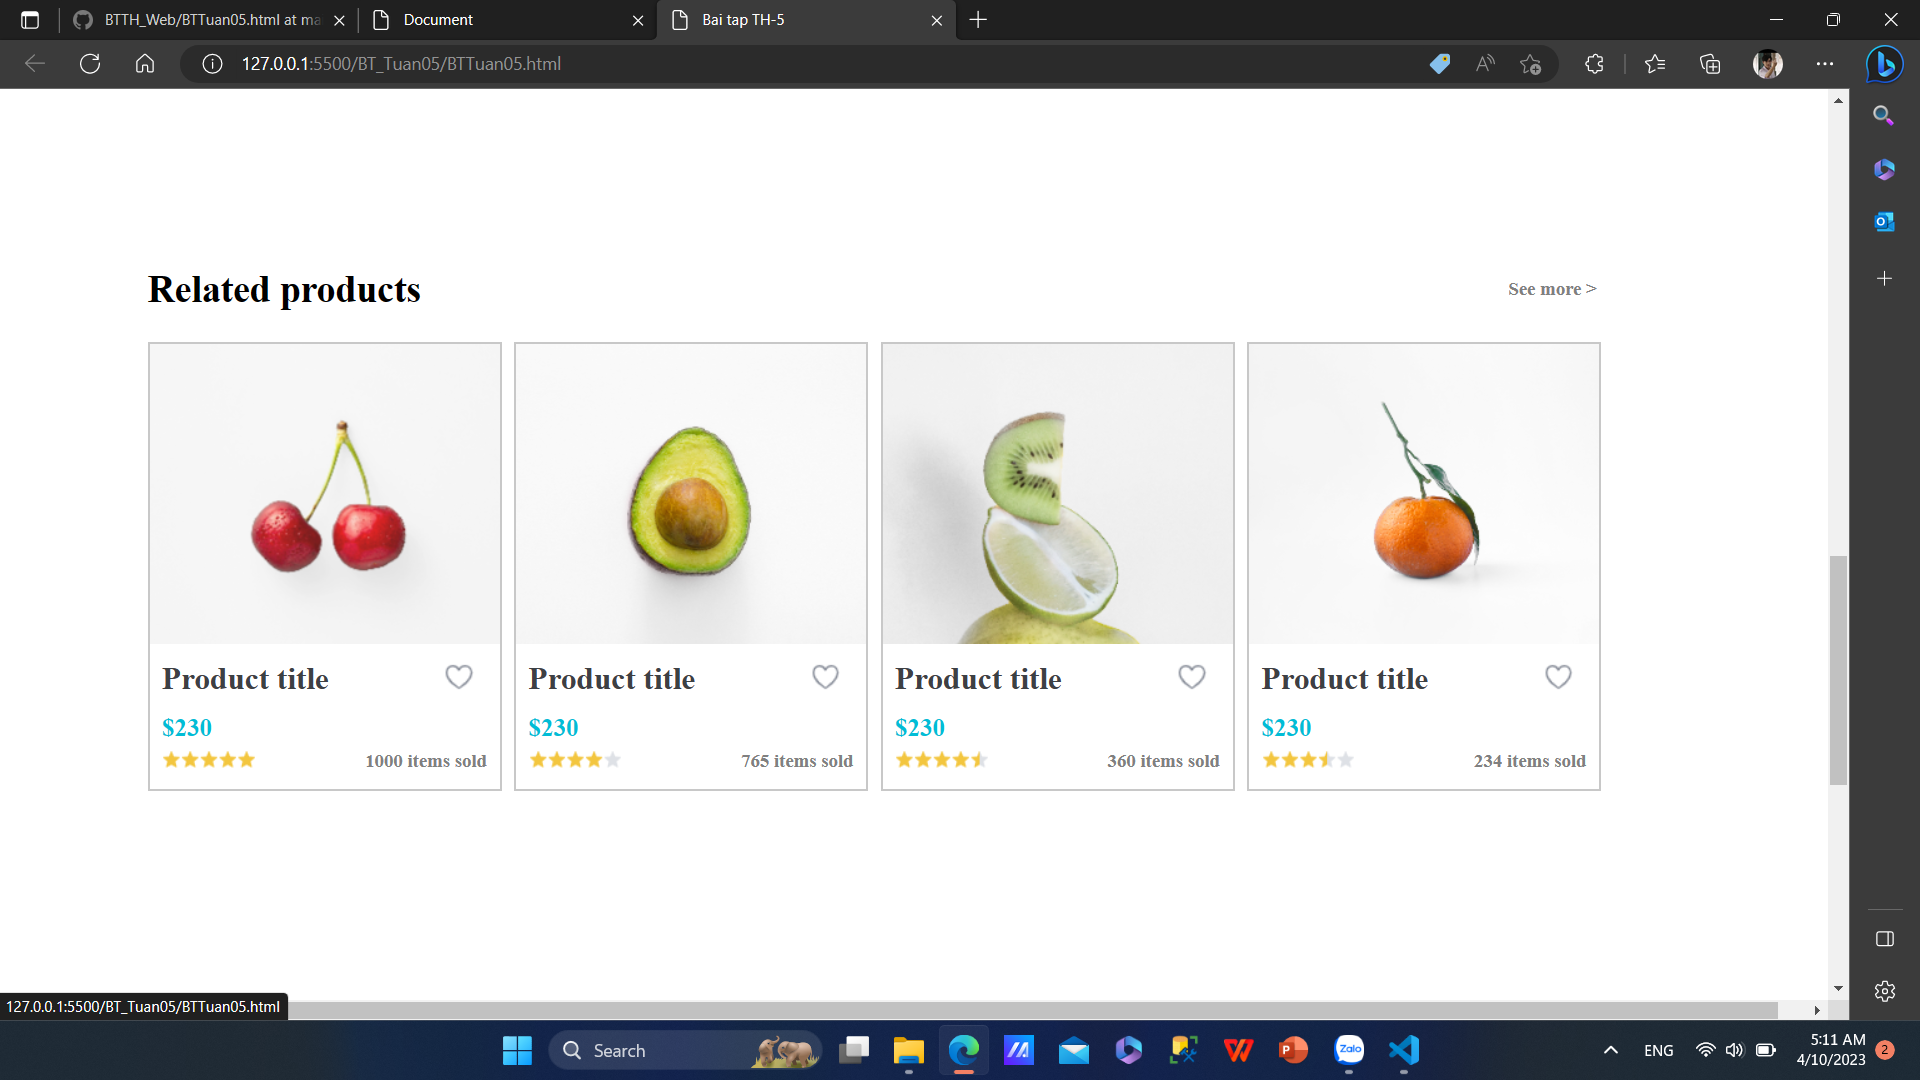 BTTH_Web/BTTuan05.html at ma
Document
Bai tap TH-5
127.0.0.1:5500/BT_Tuan05/BTTuan05.html
Related products
See more >
Product title
$230
1000 items sold
Product title
$230
765 items sold
Product title
$230
360 items sold
Product title
$230
234 items sold
127.0.0.1:5500/BT_Tuan05/BTTuan05.html
Search
Zalo
ENG
5:11 AM
4/10/2023
2